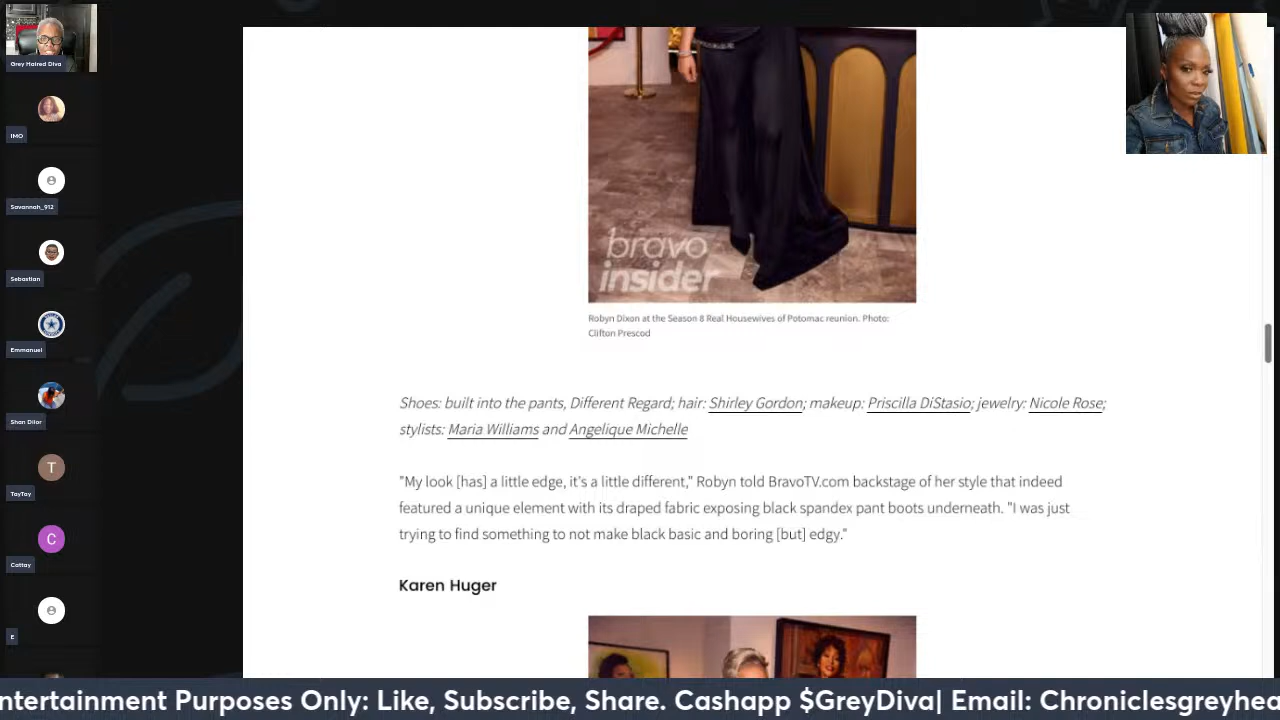 Grey Haired Diva
IMO
Savannah_912
Sebastian
Emmanuel
Shan Dilor
T
TayTay
C
Cattay
E
bravo
insider
Robyn Dixon at the Season 8 Real Housewives of Potomac reunion. Photo:
Clifton Prescod
Shoes: built into the pants, Different Regard; hair: Shirley Gordon; makeup: Priscilla DiStasio; jewelry: Nicole Rose;
stylists: Maria Williams and Angelique Michelle
"My look [has] a little edge, it's a little different," Robyn told BravoTV.com backstage of her style that indeed
featured a unique element with its draped fabric exposing black spandex pant boots underneath. "I was just
trying to find something to not make black basic and boring [but] edgy."
Karen Huger
ntertainment Purposes Only: Like, Subscribe, Share. Cashapp $GreyDiva| Email: Chroniclesgreyhea